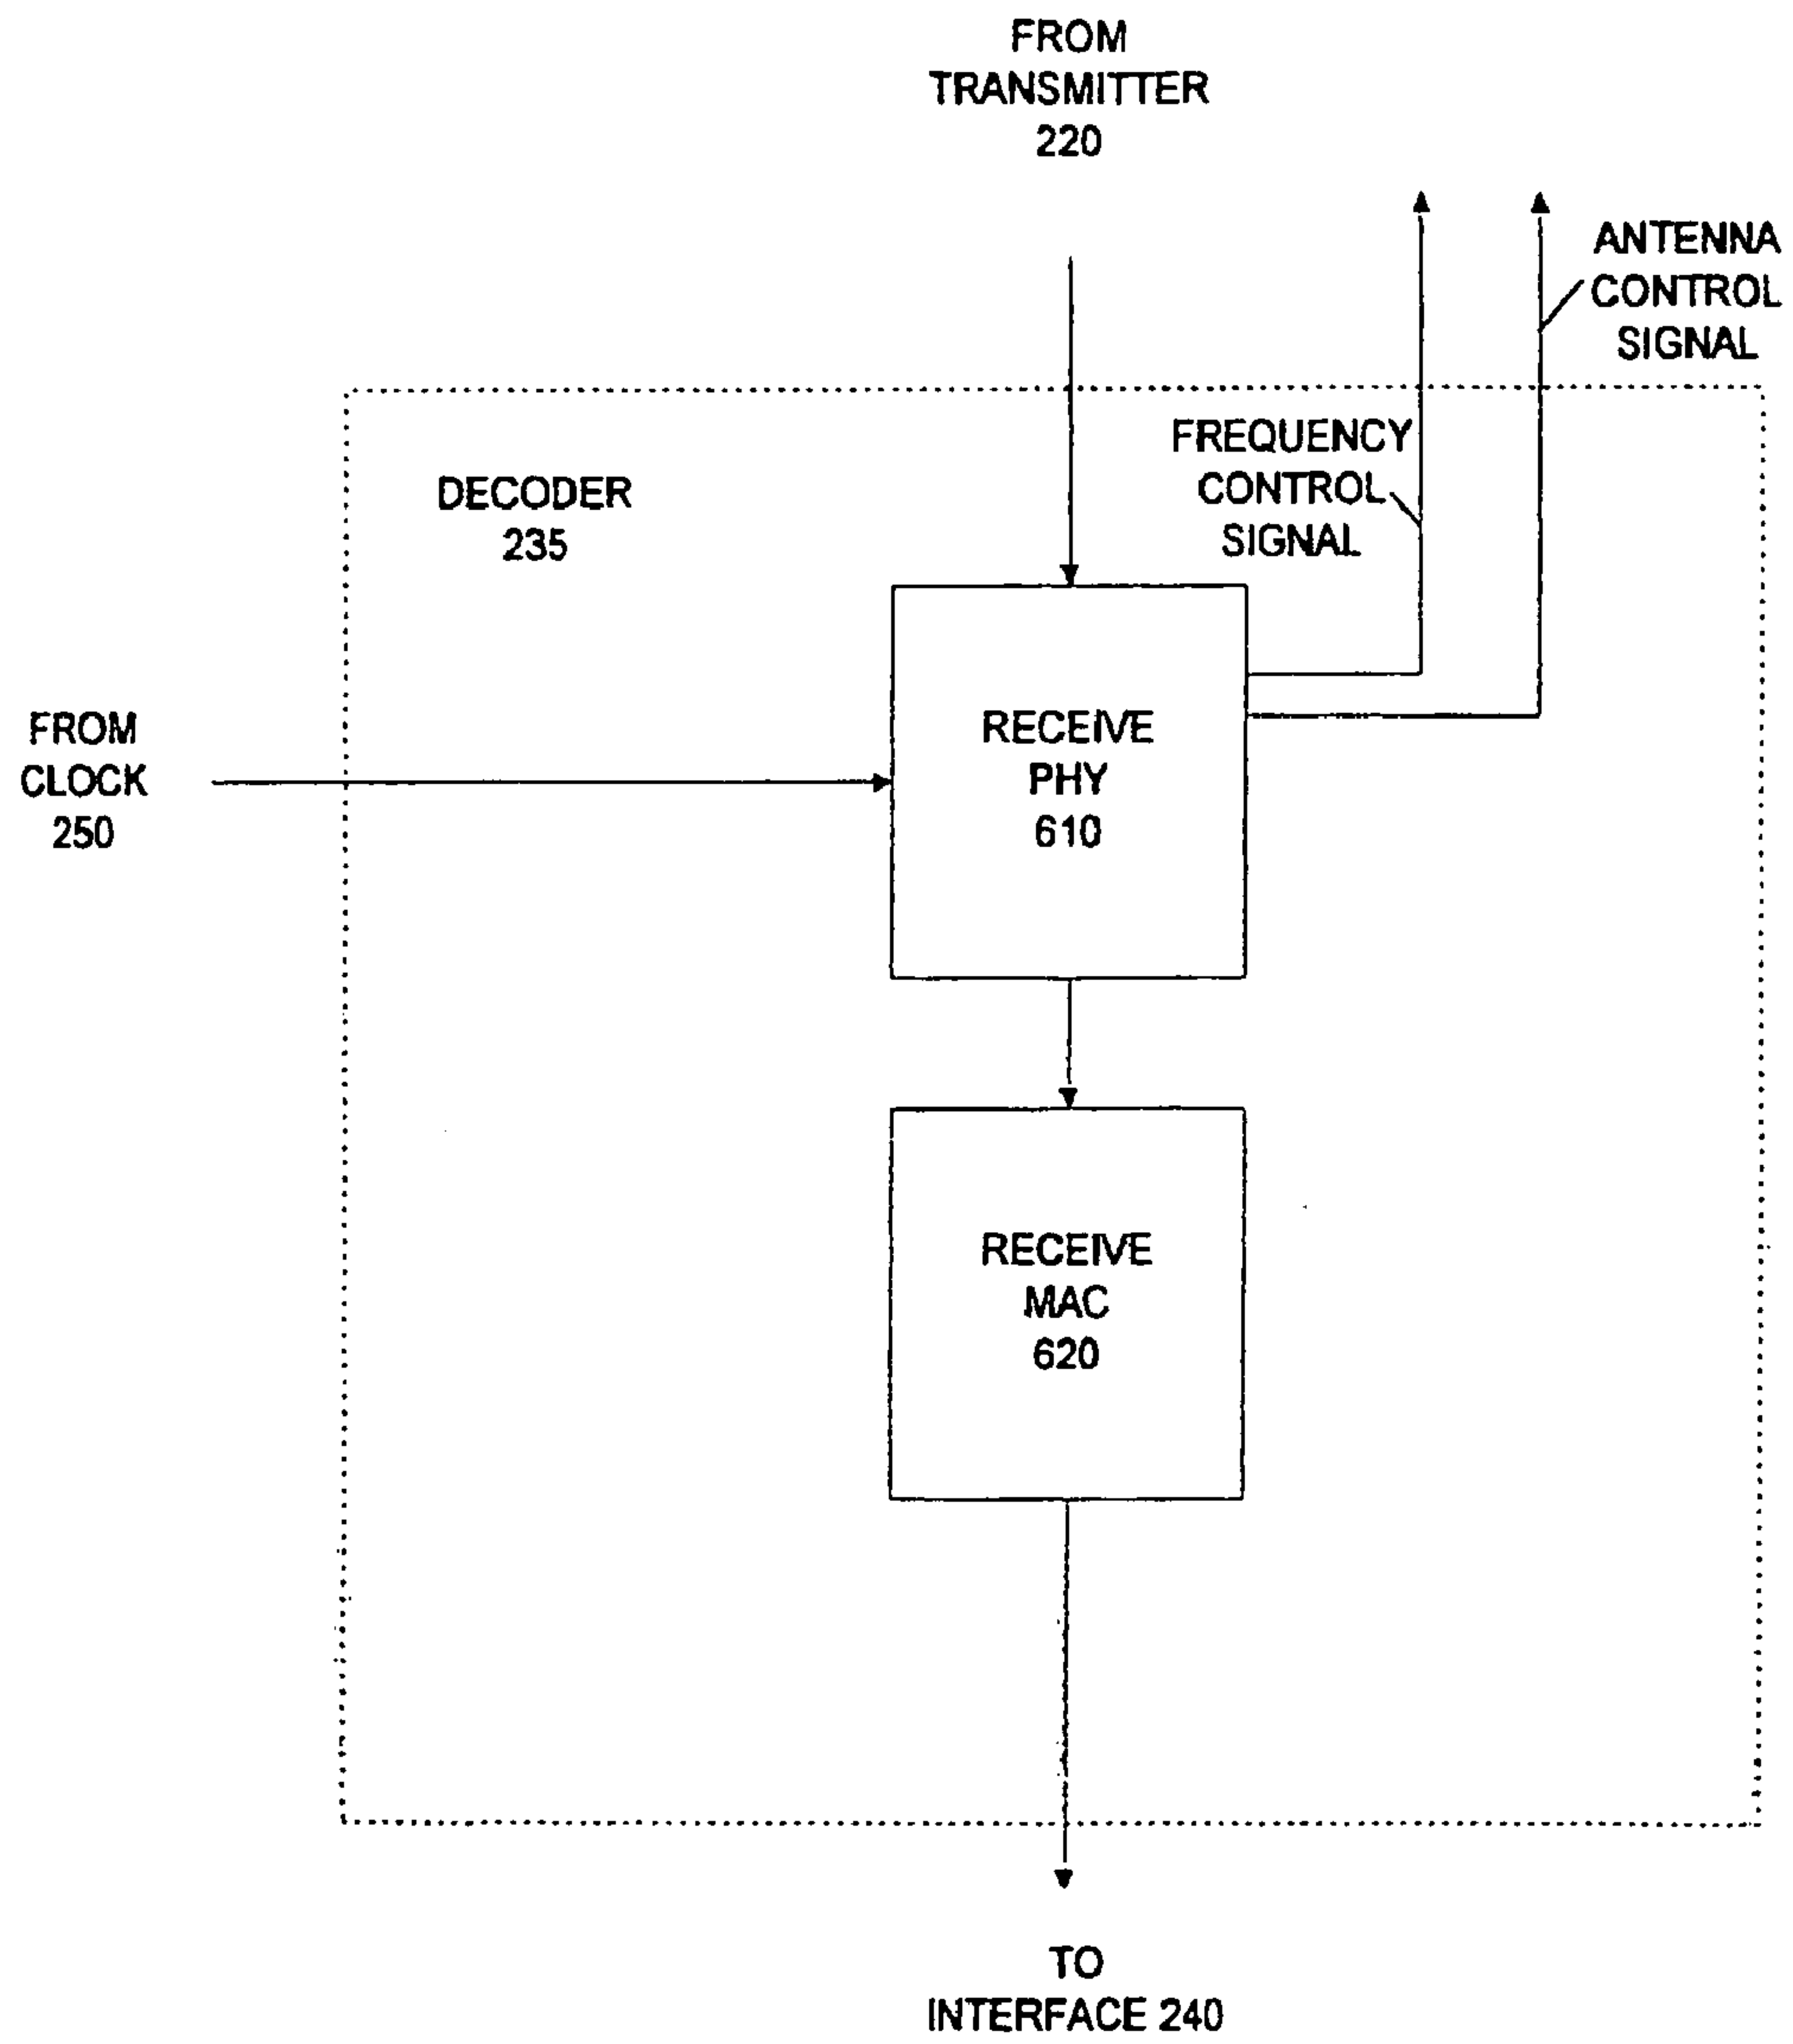 FROM
TRANSMITTER
220
ANTENNA
CONTROL
SIGNAL
FREQUENCY
CONTROL
SIGNAL
DECODER
235
FROM
CLOCK
250
RECEIVE
PHY
610
RECEIVE
MAC
620
TO
INTERFACE 240